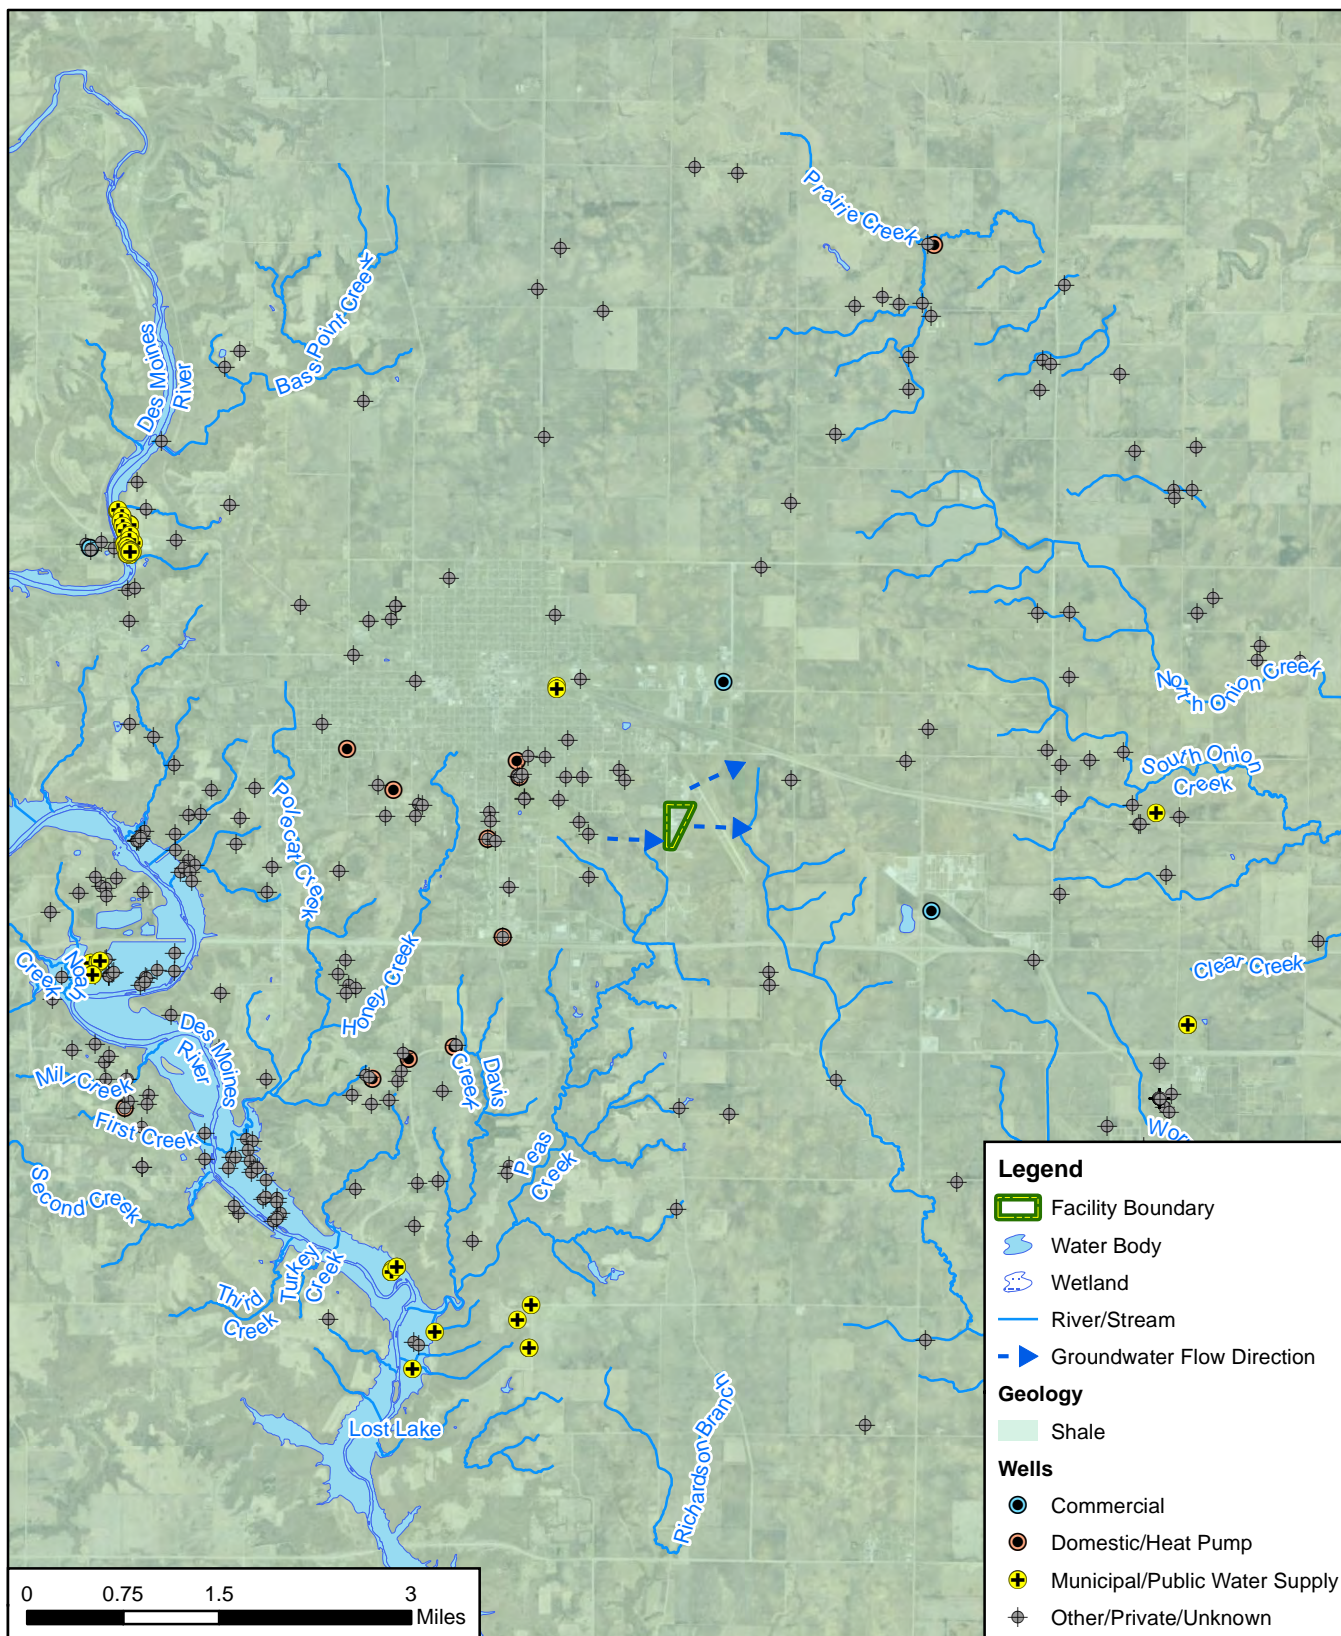 Prairie Creek
Bass Point Creek
Des Moines
River
North Onion Creek
South Onion
Creek
Polecat Creek
Honey Creek
Noah
Creek
Clear Creek
Des Moines
River
Davis
Creek
Mily Creek
First Creek
Second Creek
Peas
Creek
Turkey
Creek
Third
Creek
Lost Lake
Richardson Branch
Legend
Facility Boundary
Water Body
Wetland
River/Stream
Groundwater Flow Direction
Geology
Shale
Wells
Commercial
Domestic/Heat Pump
Municipal/Public Water Supply
Other/Private/Unknown
0 0.75 1.5 3
Miles